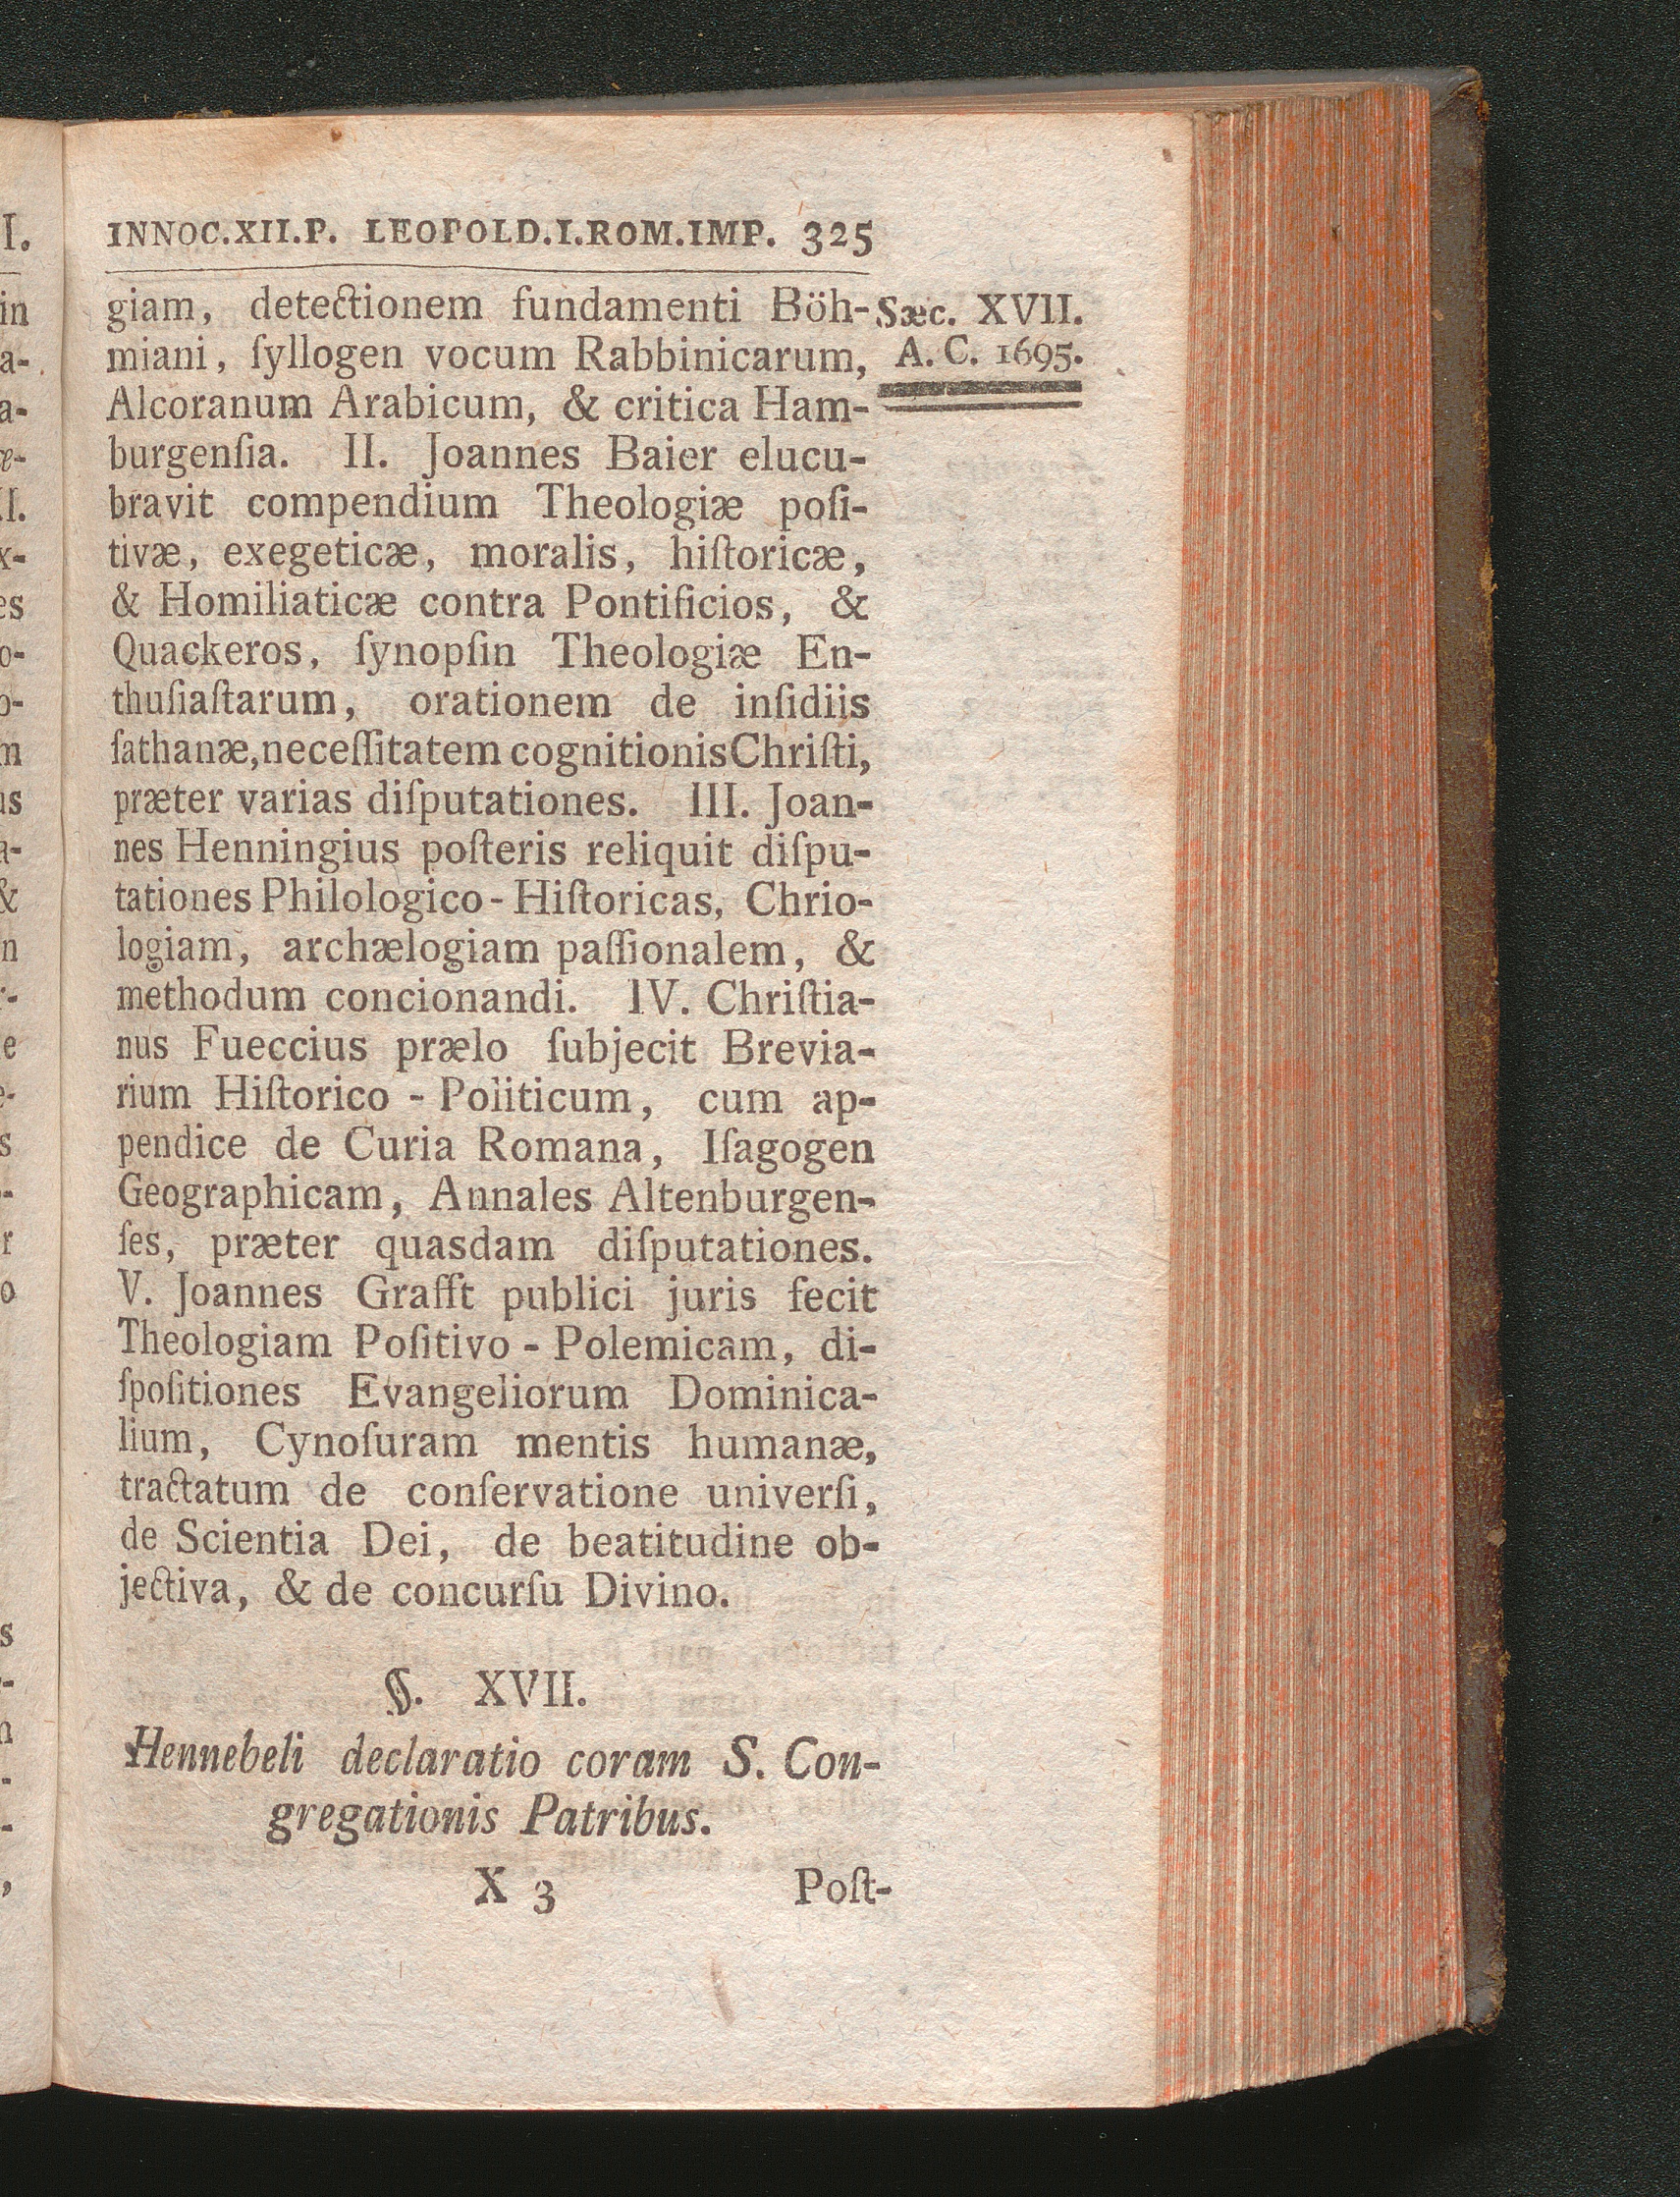 INNOC.XII.P. LEOPOLD.I.ROM.IMP. 325
Sæc. XVII.
A. C. 1695.
giam, detectionem fundamenti Böh-
miani, ſyllogen vocum Rabbinicarum,
Alcoranum Arabicum, & critica Ham-
burgenſia. II. Joannes Baier elucu-
bravit compendium Theologiæ poſi-
tivæ, exegeticæ, moralis, hiſtoricæ,
& Homiliaticæ contra Pontificios, &
Quackeros, ſynopſin Theologiæ En-
thuſiaſtarum, orationem de inſidiis
ſathanæ, neceſſitatem cognitionis Chriſti,
præter varias diſputationes. III. Joan-
nes Henningius poſteris reliquit diſpu-
tationes Philologico-Hiſtoricas, Chrio-
logiam, archælogiam paſſionalem, &
methodum concionandi. IV. Chriſtia-
nus Fueccius prælo ſubjecit Brevia-
rium Hiſtorico-Politicum, cum ap-
pendice de Curia Romana, Iſagogen
Geographicam, Annales Altenburgen-
ſes, præter quasdam diſputationes.
V. Joannes Grafft publici juris fecit
Theologiam Poſitivo-Polemicam, di-
ſpoſitiones Evangeliorum Dominica-
lium, Cynoſuram mentis humanæ,
tractatum de conſervatione univerſi,
de Scientia Dei, de beatitudine ob-
jectiva, & de concurſu Divino.
§. XVII.
Hennebeli declaratio coram S. Con-
gregationis Patribus.
X 3 Poſt-